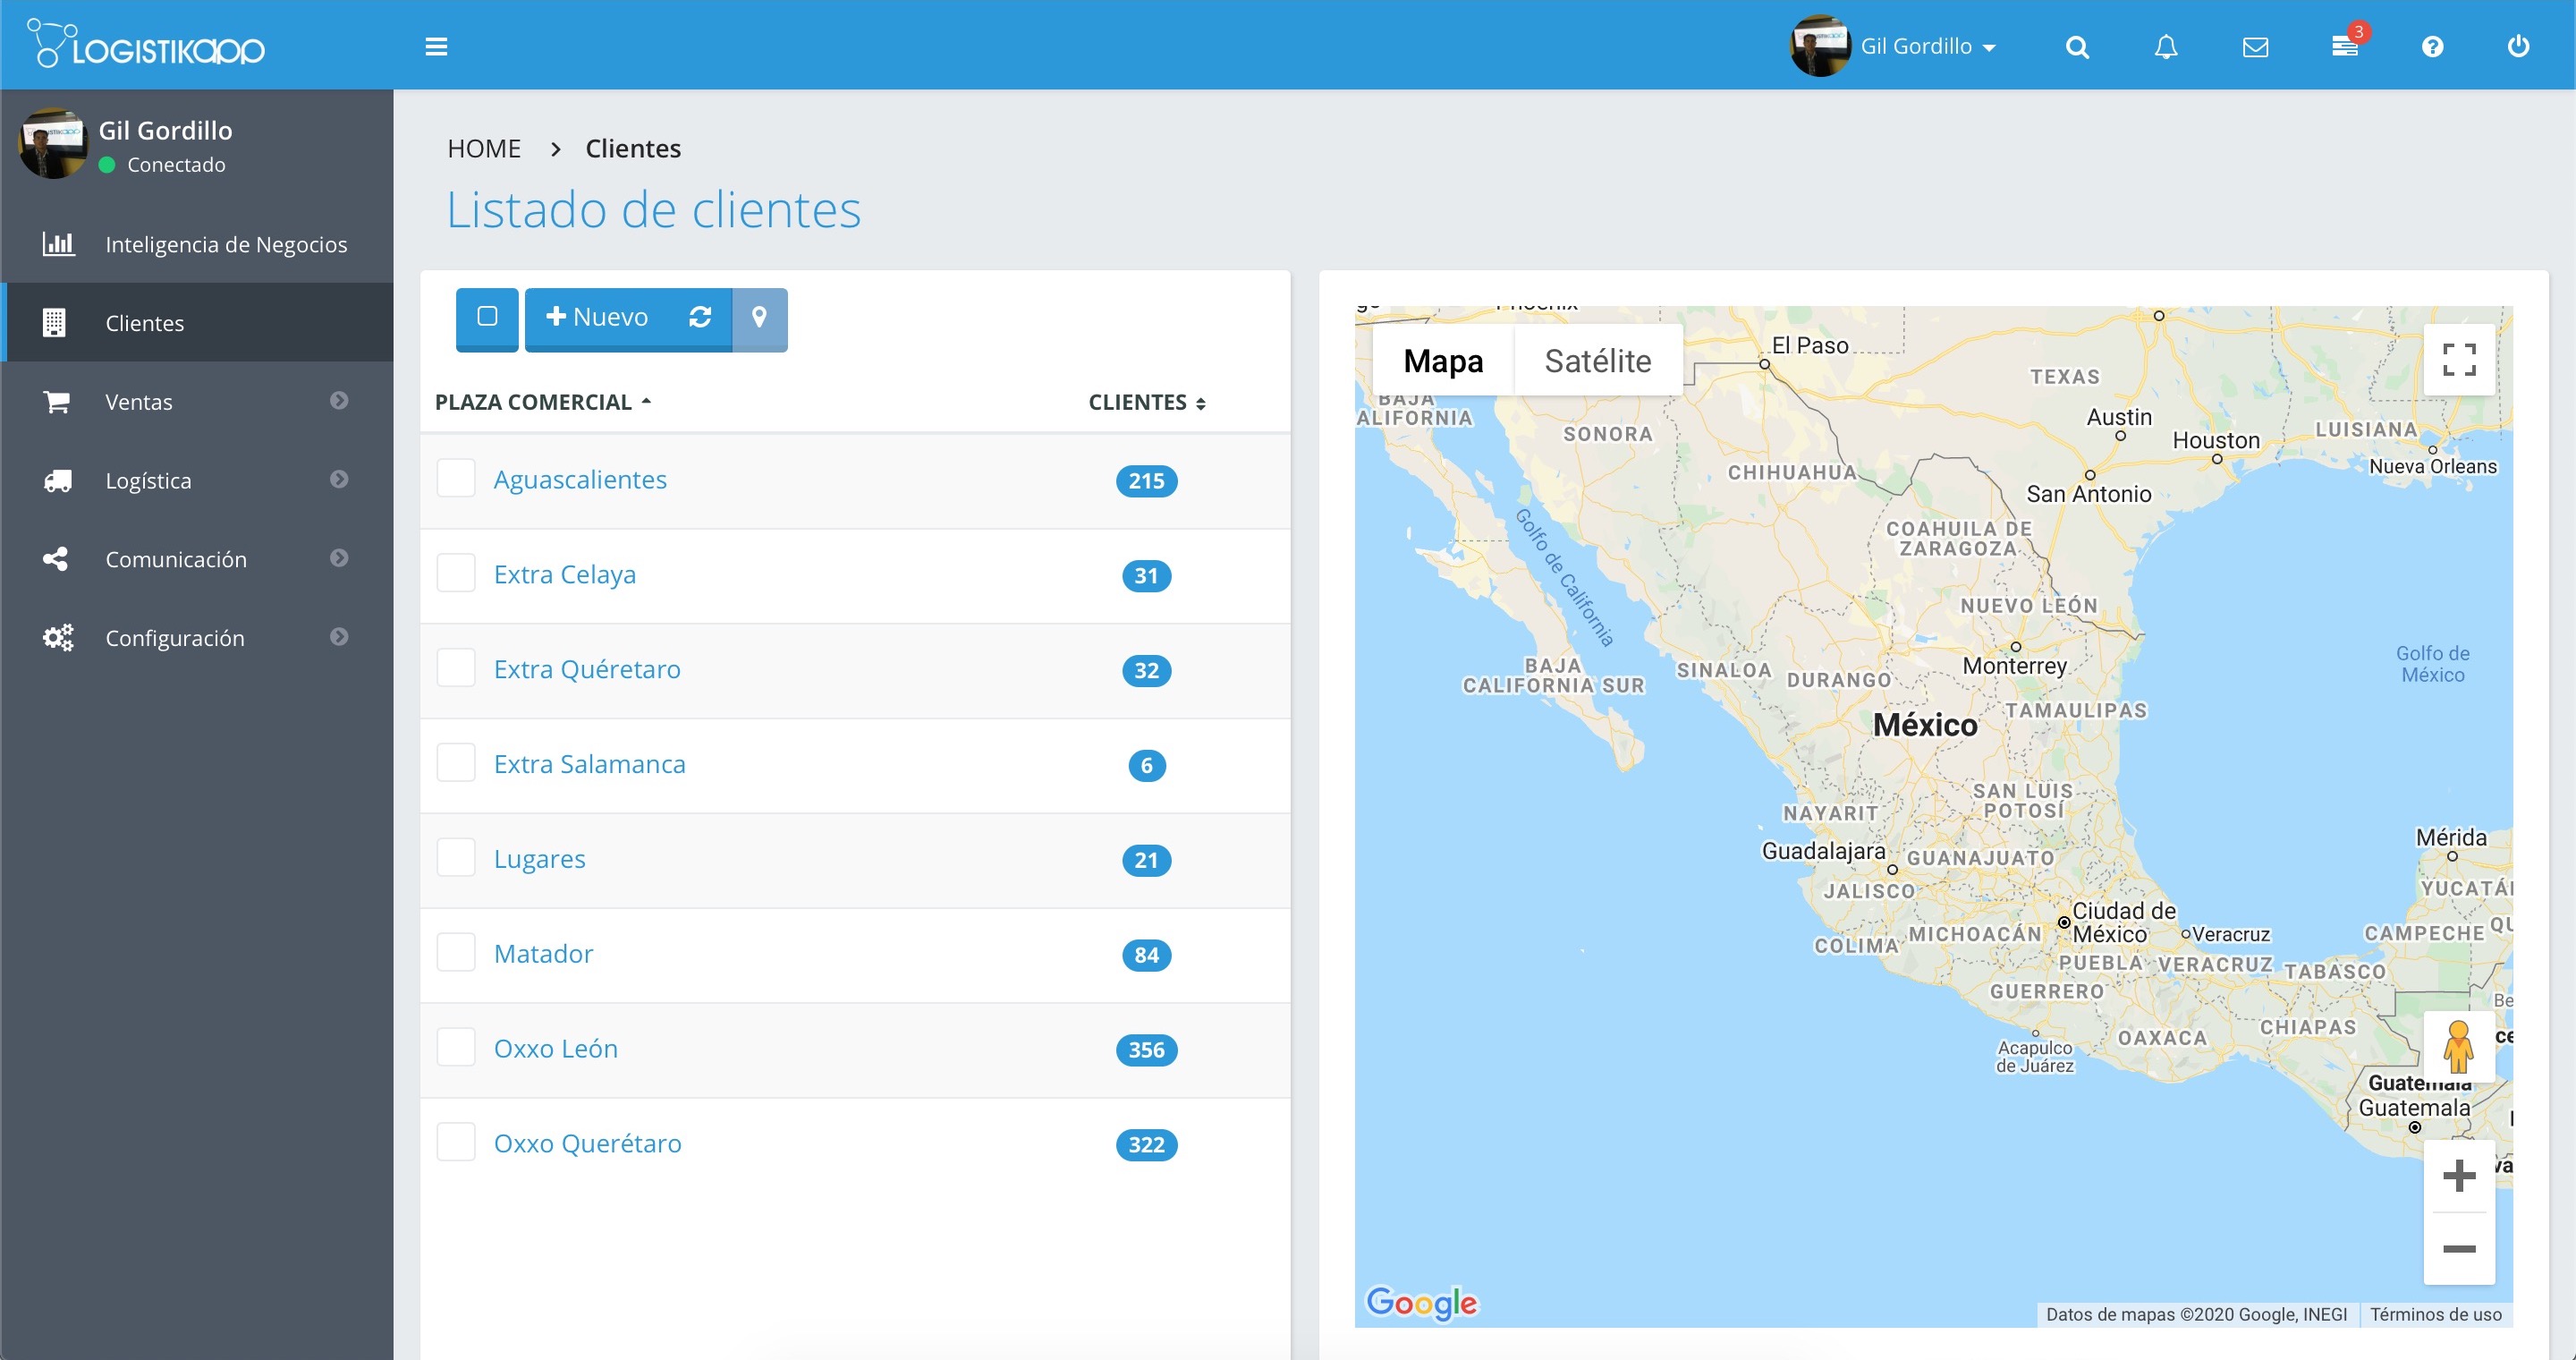 LOGISTIKapp
Gil Gordillo
3
Gil Gordillo
Conectado
Inteligencia de Negocios
Clientes
Ventas
Logística
Comunicación
Configuración
HOME > Clientes
Listado de clientes
Nuevo
PLAZA COMERCIAL CLIENTES
Aguascalientes 215
Extra Celaya 31
Extra Quéretaro 32
Extra Salamanca 6
Lugares 21
Matador 84
Oxxo León 356
Oxxo Querétaro 322
Phoenix
Mapa Satélite
El Paso
TEXAS
BAJA
ALIFORNIA
SONORA
CHIHUAHUA
Austin
Houston
LUISIANA
Nueva Orleans
San Antonio
COAHUILA DE
ZARAGOZA
Golfo de California
NUEVO LEÓN
Monterrey
BAJA
CALIFORNIA SUR
SINALOA
DURANGO
Golfo de
México
TAMAULIPAS
México
SAN LUIS
POTOSÍ
NAYARIT
Guadalajara
GUANAJUATO
JALISCO
Mérida
YUCATÁ
Ciudad de
México
Veracruz
COLIMA
MICHOACÁN
CAMPECHE
QU
PUEBLA
VERACRUZ
TABASCO
GUERRERO
Be
Acapulco
de Juárez
OAXACA
CHIAPAS
Guatemala
Guatemala
Google
Datos de mapas ©2020 Google, INEGI
Términos de uso